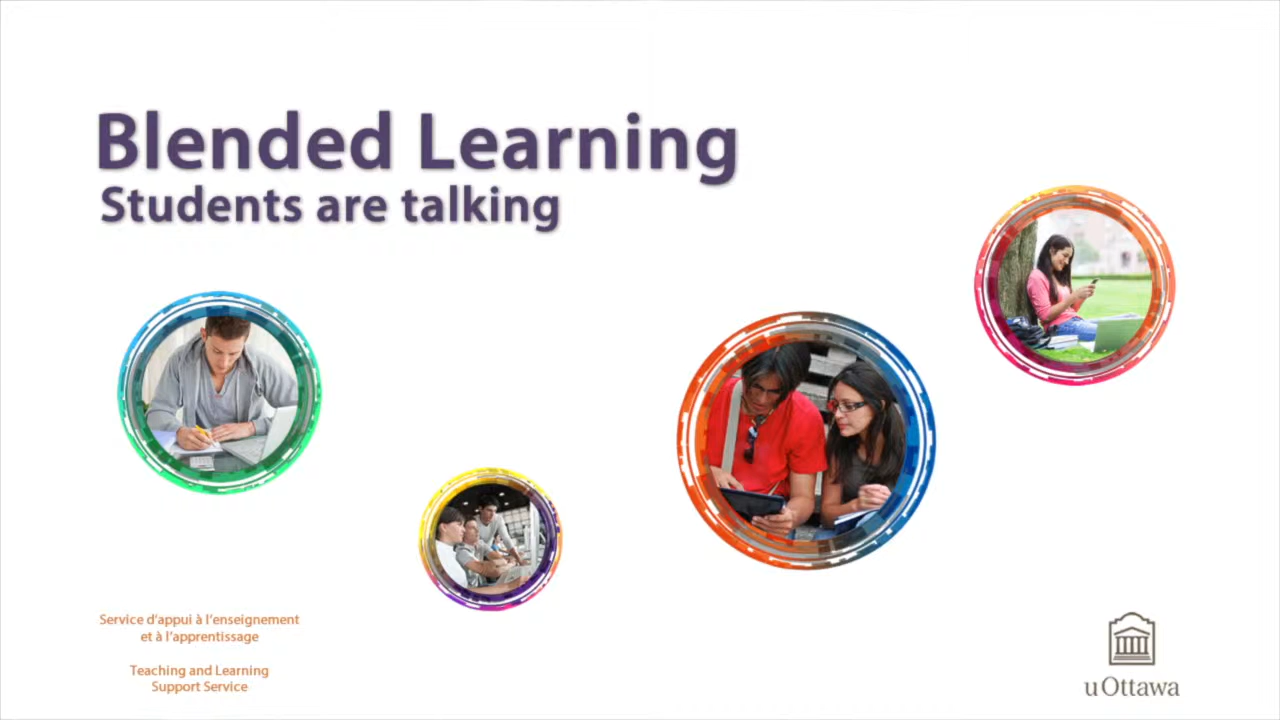 Blended Learning
Students are talking
Service d'appui à l'enseignement
et à l'apprentissage
Teaching and Learning
Support Service
uOttawa